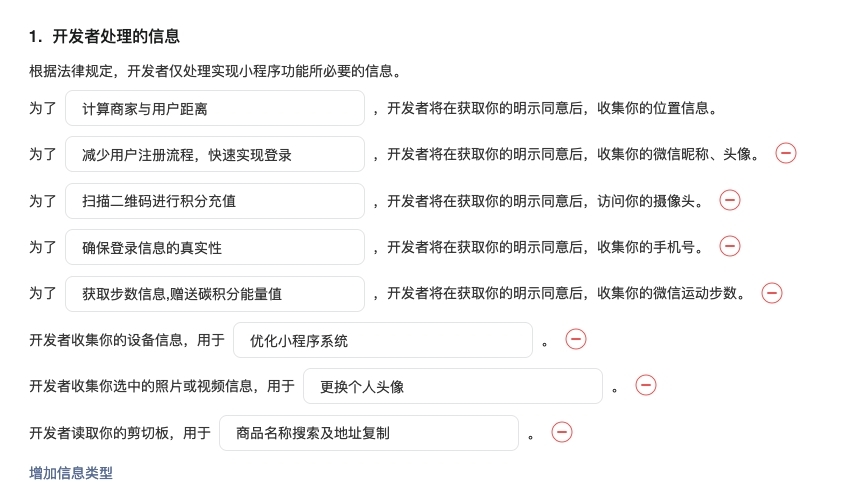 1. 开发者处理的信息
根据法律规定，开发者仅处理实现小程序功能所必要的信息。
为了 计算商家与用户距离 ，开发者将在获取你的明示同意后，收集你的位置信息。
为了 减少用户注册流程，快速实现登录 ，开发者将在获取你的明示同意后，收集你的微信昵称、头像。
为了 扫描二维码进行积分充值 ，开发者将在获取你的明示同意后，访问你的摄像头。
为了 确保登录信息的真实性 ，开发者将在获取你的明示同意后，收集你的手机号。
为了 获取步数信息,赠送碳积分能量值 ，开发者将在获取你的明示同意后，收集你的微信运动步数。
开发者收集你的设备信息，用于 优化小程序系统 。
开发者收集你选中的照片或视频信息，用于 更换个人头像 。
开发者读取你的剪切板，用于 商品名称搜索及地址复制 。
增加信息类型